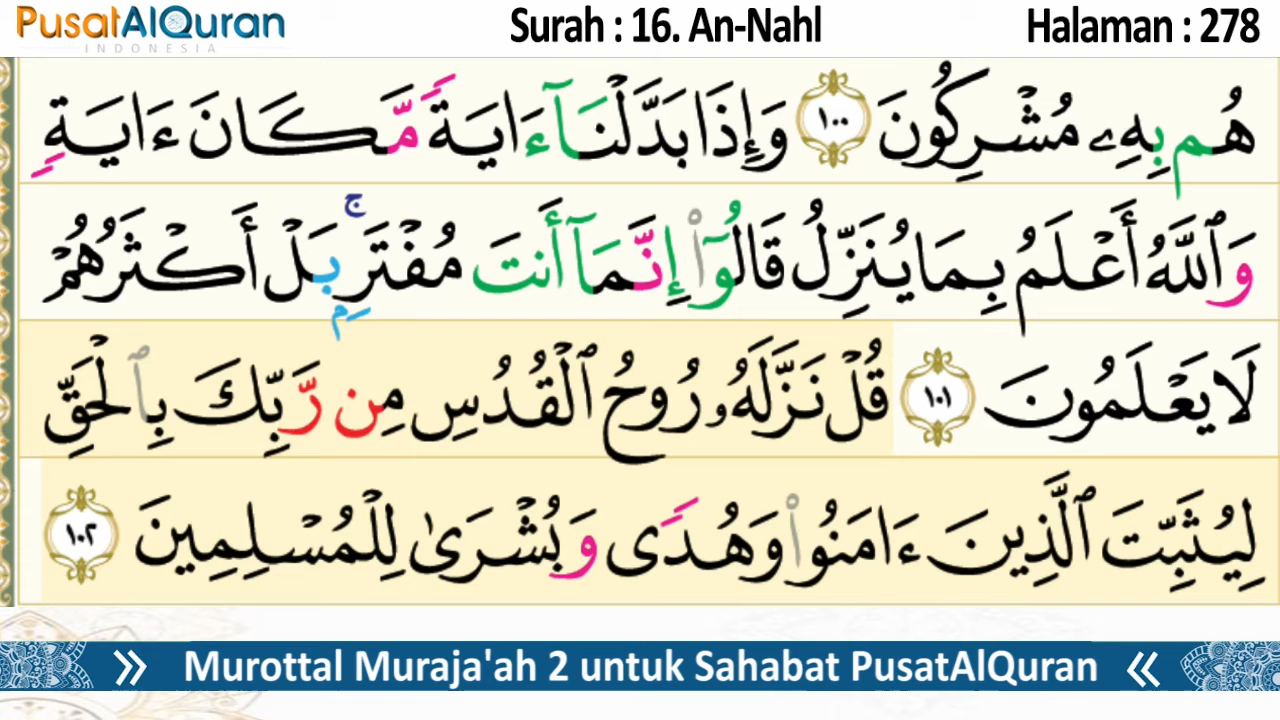 PusatAlQuran
INDONESIA
Surah : 16. An-Nahl
Halaman : 278
هُم بِهِۦ مُشْرِكُونَ ١٠٠ وَإِذَا بَدَّلْنَآ ءَايَةً مَّكَانَ ءَايَةٍ
وَٱللَّهُ أَعْلَمُ بِمَا يُنَزِّلُ قَالُوٓا۟ إِنَّمَآ أَنتَ مُفْتَرٍۭ ۚ بَلْ أَكْثَرُهُمْ
لَا يَعْلَمُونَ ١٠١ قُلْ نَزَّلَهُۥ رُوحُ ٱلْقُدُسِ مِن رَّبِّكَ بِٱلْحَقِّ
لِيُثَبِّتَ ٱلَّذِينَ ءَامَنُوا۟ وَهُدًى وَبُشْرَىٰ لِلْمُسْلِمِينَ ١٠٢
» Murottal Muraja'ah 2 untuk Sahabat PusatAlQuran «